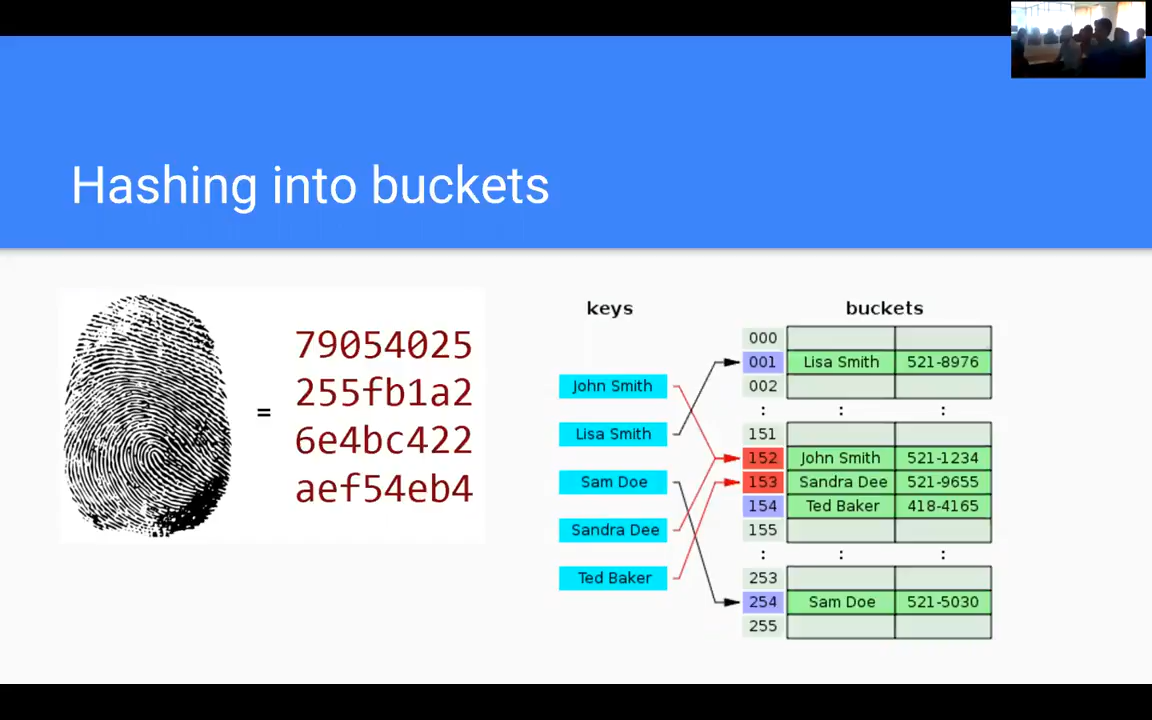 Hashing into buckets
79054025
=
255fb1a2
6e4bc422
aef54eb4
keys
John Smith
Lisa Smith
Sam Doe
Sandra Dee
Ted Baker
buckets
000
001 Lisa Smith 521-8976
002
: : :
151
152 John Smith 521-1234
153 Sandra Dee 521-9655
154 Ted Baker 418-4165
155
: : :
253
254 Sam Doe 521-5030
255